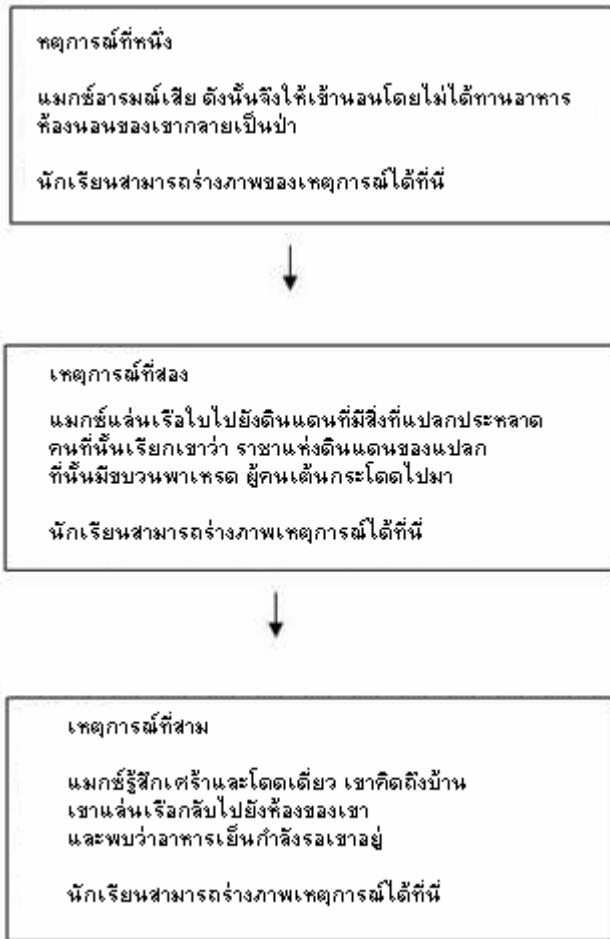 หตุการณ์ที่หนึ่ง
แมกซ์อารมณ์เสีย ดังนั้นจึงให้เข้านอนโดยไม่ได้ทานอาหาร
ห้องนอนของเขากลายเป็นป่า
นักเรียนสามารถร่างภาพของเหตุการณ์ได้ที่นี่
เหตุการณ์ที่สอง
แมกซ์แล่นเรือใบไปยังดินแดนที่มีสิ่งที่แปลกประหลาด
คนที่นั้นเรียกเขาว่า ราชาแห่งดินแดนของแปลก
ที่นั้นมีขบวนพาเหรด ผู้คนเต้นกระโดดไปมา
นักเรียนสามารถร่างภาพเหตุการณ์ได้ที่นี่
เหตุการณ์ที่สาม
แมกซ์รู้สึกเศร้าและโดดเดี่ยว เขาคิดถึงบ้าน
เขาแล่นเรือกลับไปยังห้องของเขา
และพบว่าอาหารเย็นกำลังรอเขาอยู่
นักเรียนสามารถร่างภาพเหตุการณ์ได้ที่นี่